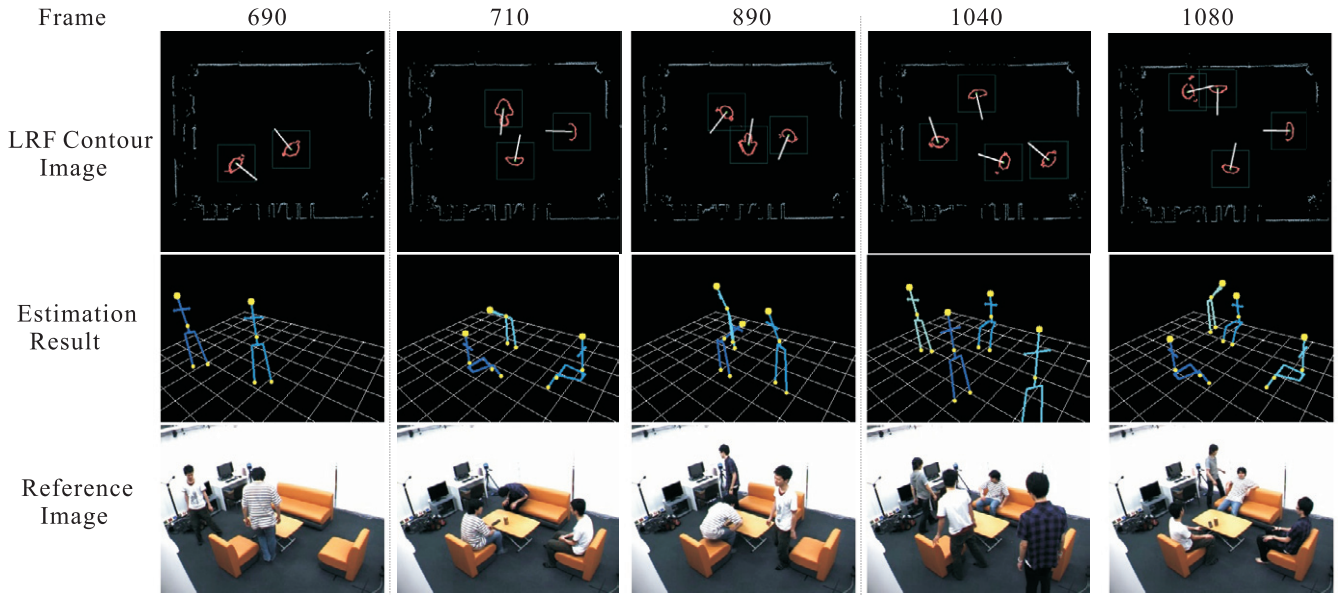 Frame 690 710 890 1040 1080
LRF Contour
Image
Estimation
Result
Reference
Image